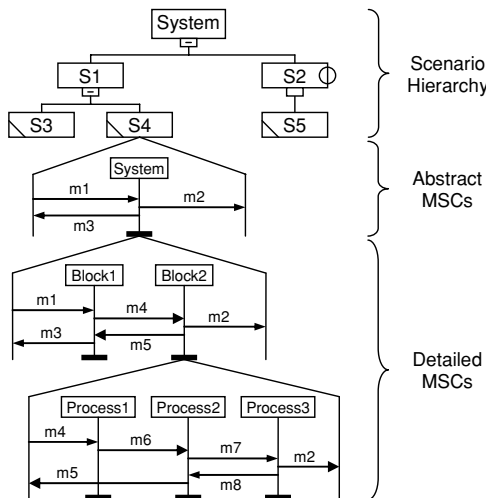 System
S1
S2
Scenario
Hierarchy
S3
S4
S5
System
m1
m2
m3
Abstract
MSCs
Block1
Block2
m1
m4
m2
m3
m5
Detailed
MSCs
Process1
Process2
Process3
m4
m6
m7
m2
m5
m8